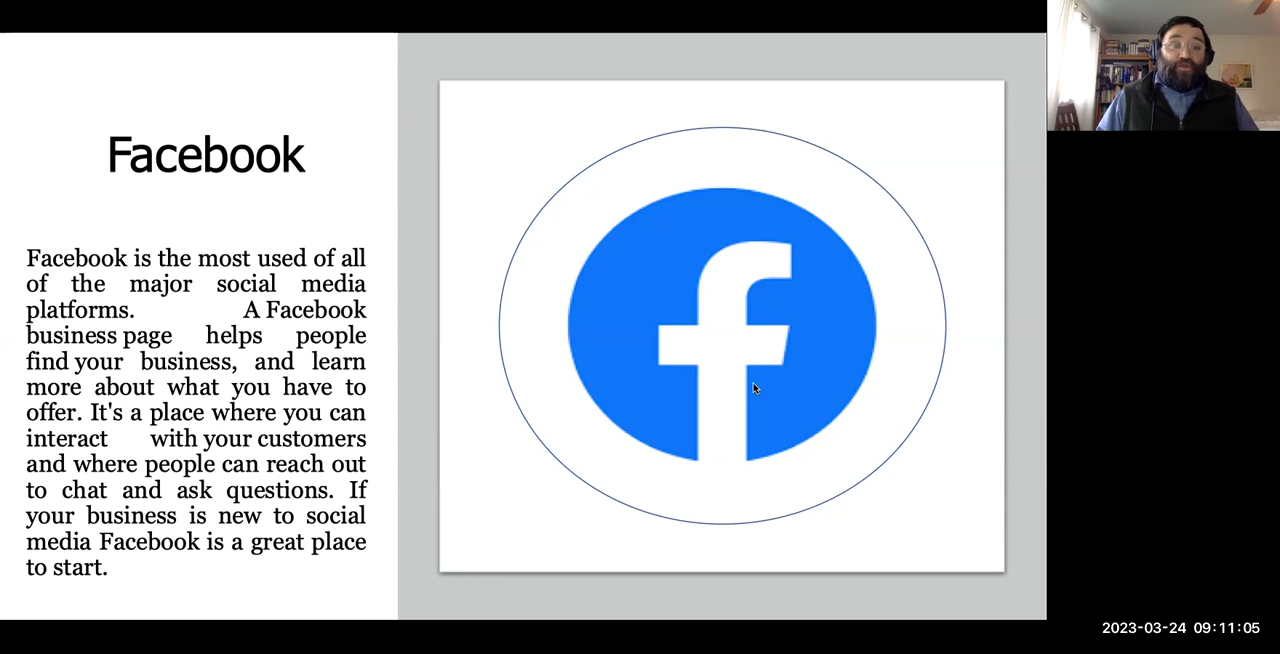 Facebook
Facebook is the most used of all
of the major social media
platforms. A Facebook
business page helps people
find your business, and learn
more about what you have to
offer. It's a place where you can
interact with your customers
and where people can reach out
to chat and ask questions. If
your business is new to social
media Facebook is a great place
to start.
2023-03-24 09:11:05